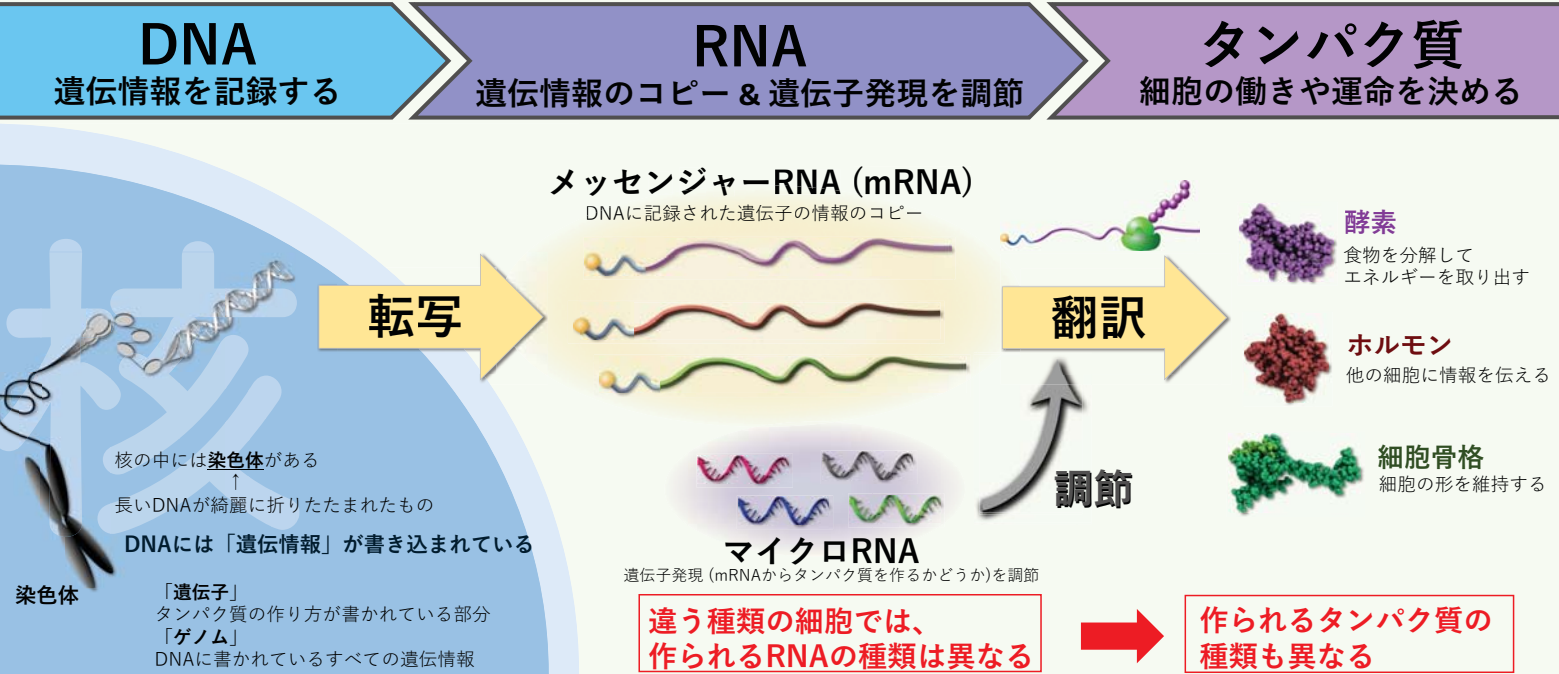 DNA
遺伝情報を記録する
RNA
遺伝情報のコピー & 遺伝子発現を調節
タンパク質
細胞の働きや運命を決める
核
核の中には染色体がある
↑
長いDNAが綺麗に折りたたまれたもの
DNAには「遺伝情報」が書き込まれている
染色体
「遺伝子」
タンパク質の作り方が書かれている部分
「ゲノム」
DNAに書かれているすべての遺伝情報
転写
メッセンジャーRNA (mRNA)
DNAに記録された遺伝子の情報のコピー
マイクロRNA
遺伝子発現 (mRNAからタンパク質を作るかどうか)を調節
翻訳
調節
酵素
食物を分解して
エネルギーを取り出す
ホルモン
他の細胞に情報を伝える
細胞骨格
細胞の形を維持する
違う種類の細胞では、
作られるRNAの種類は異なる
作られるタンパク質の
種類も異なる